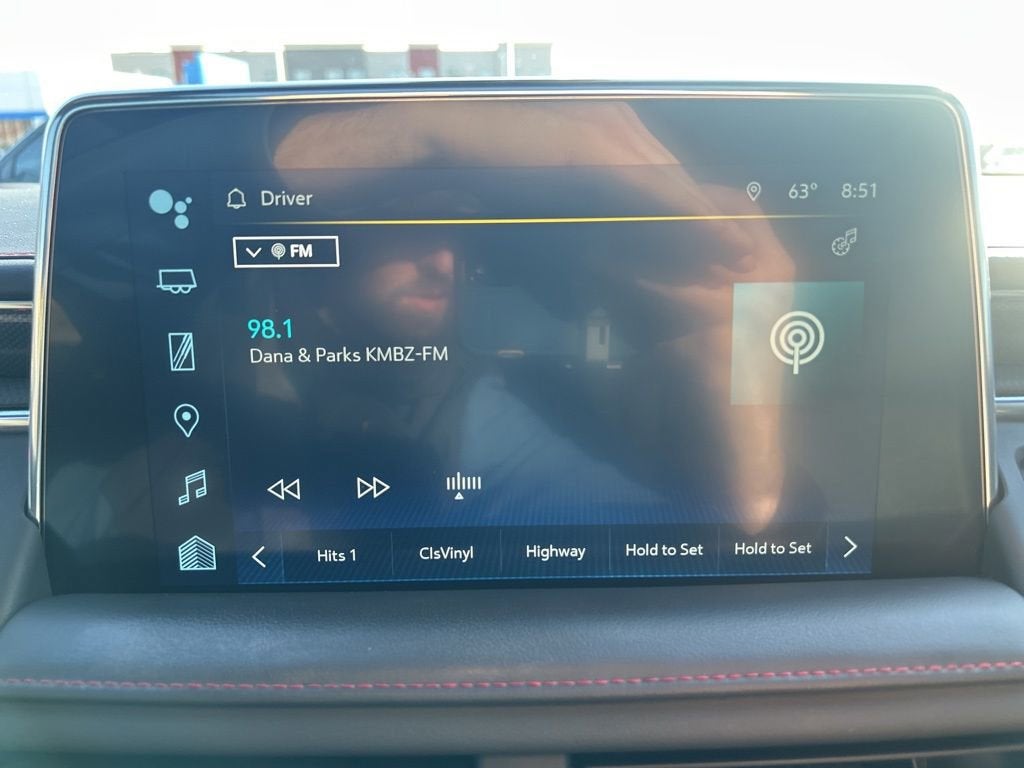 Driver
63° 8:51
FM
98.1
Dana & Parks KMBZ-FM
Hits 1
ClsVinyl
Highway
Hold to Set
Hold to Set